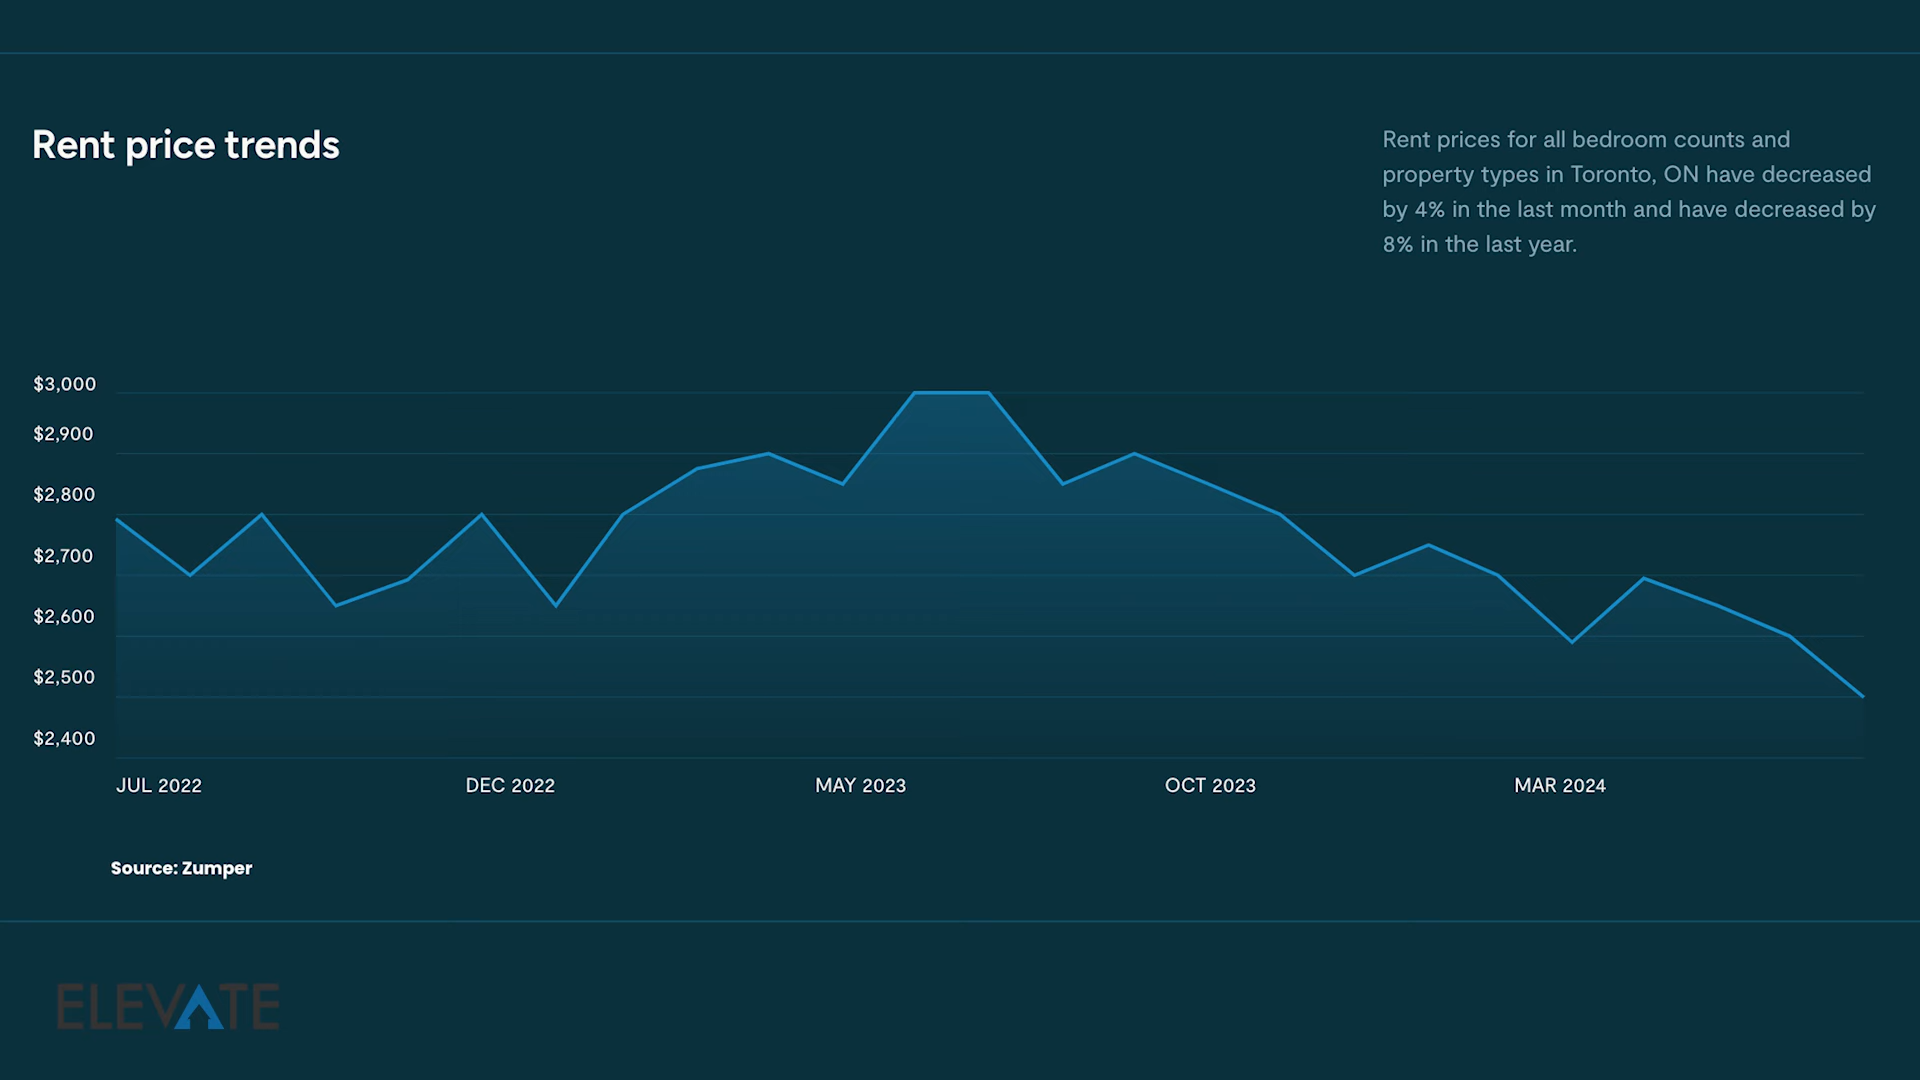 Rent price trends
Rent prices for all bedroom counts and
property types in Toronto, ON have decreased
by 4% in the last month and have decreased by
8% in the last year.
$3,000
$2,900
$2,800
$2,700
$2,600
$2,500
$2,400
JUL 2022
DEC 2022
MAY 2023
OCT 2023
MAR 2024
Source: Zumper
ELEVATE